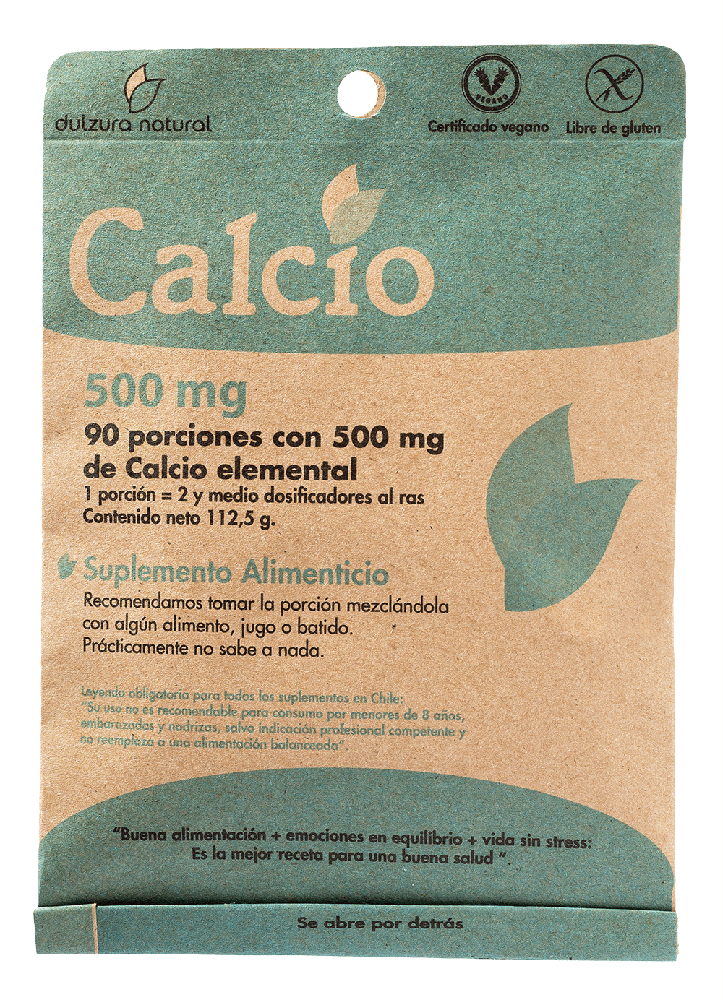 dulzura natural
VEGANO
Certificado vegano
Libre de gluten
Calcio
500 mg
90 porciones con 500 mg
de Calcio elemental
1 porción = 2 y medio dosificadores al ras
Contenido neto 112,5 g.
Suplemento Alimenticio
Recomendamos tomar la porción mezclándola
con algún alimento, jugo o batido.
Prácticamente no sabe a nada.
Leyenda obligatoria para todos los suplementos en Chile:
"Su uso no es recomendable para consumo por menores de 8 años,
embarazadas y nodrizas, salvo indicación profesional competente y
no reemplaza a una alimentación balanceada".
"Buena alimentación + emociones en equilibrio + vida sin stress:
Es la mejor receta para una buena salud ".
Se abre por detrás